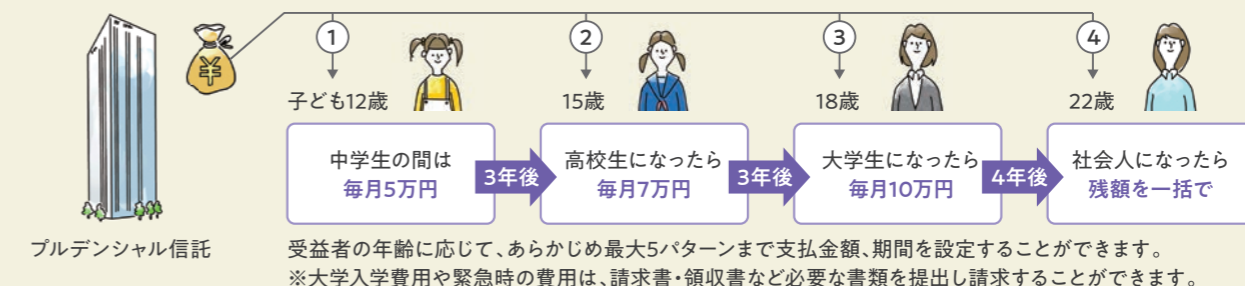 ¥
1
2
3
4
子ども12歳
15歳
18歳
22歳
中学生の間は
毎月5万円
3年後
高校生になったら
毎月7万円
3年後
大学生になったら
毎月10万円
4年後
社会人になったら
残額を一括で
プルデンシャル信託
受益者の年齢に応じて、あらかじめ最大5パターンまで支払金額、期間を設定することができます。
※大学入学費用や緊急時の費用は、請求書・領収書など必要な書類を提出し請求することができます。